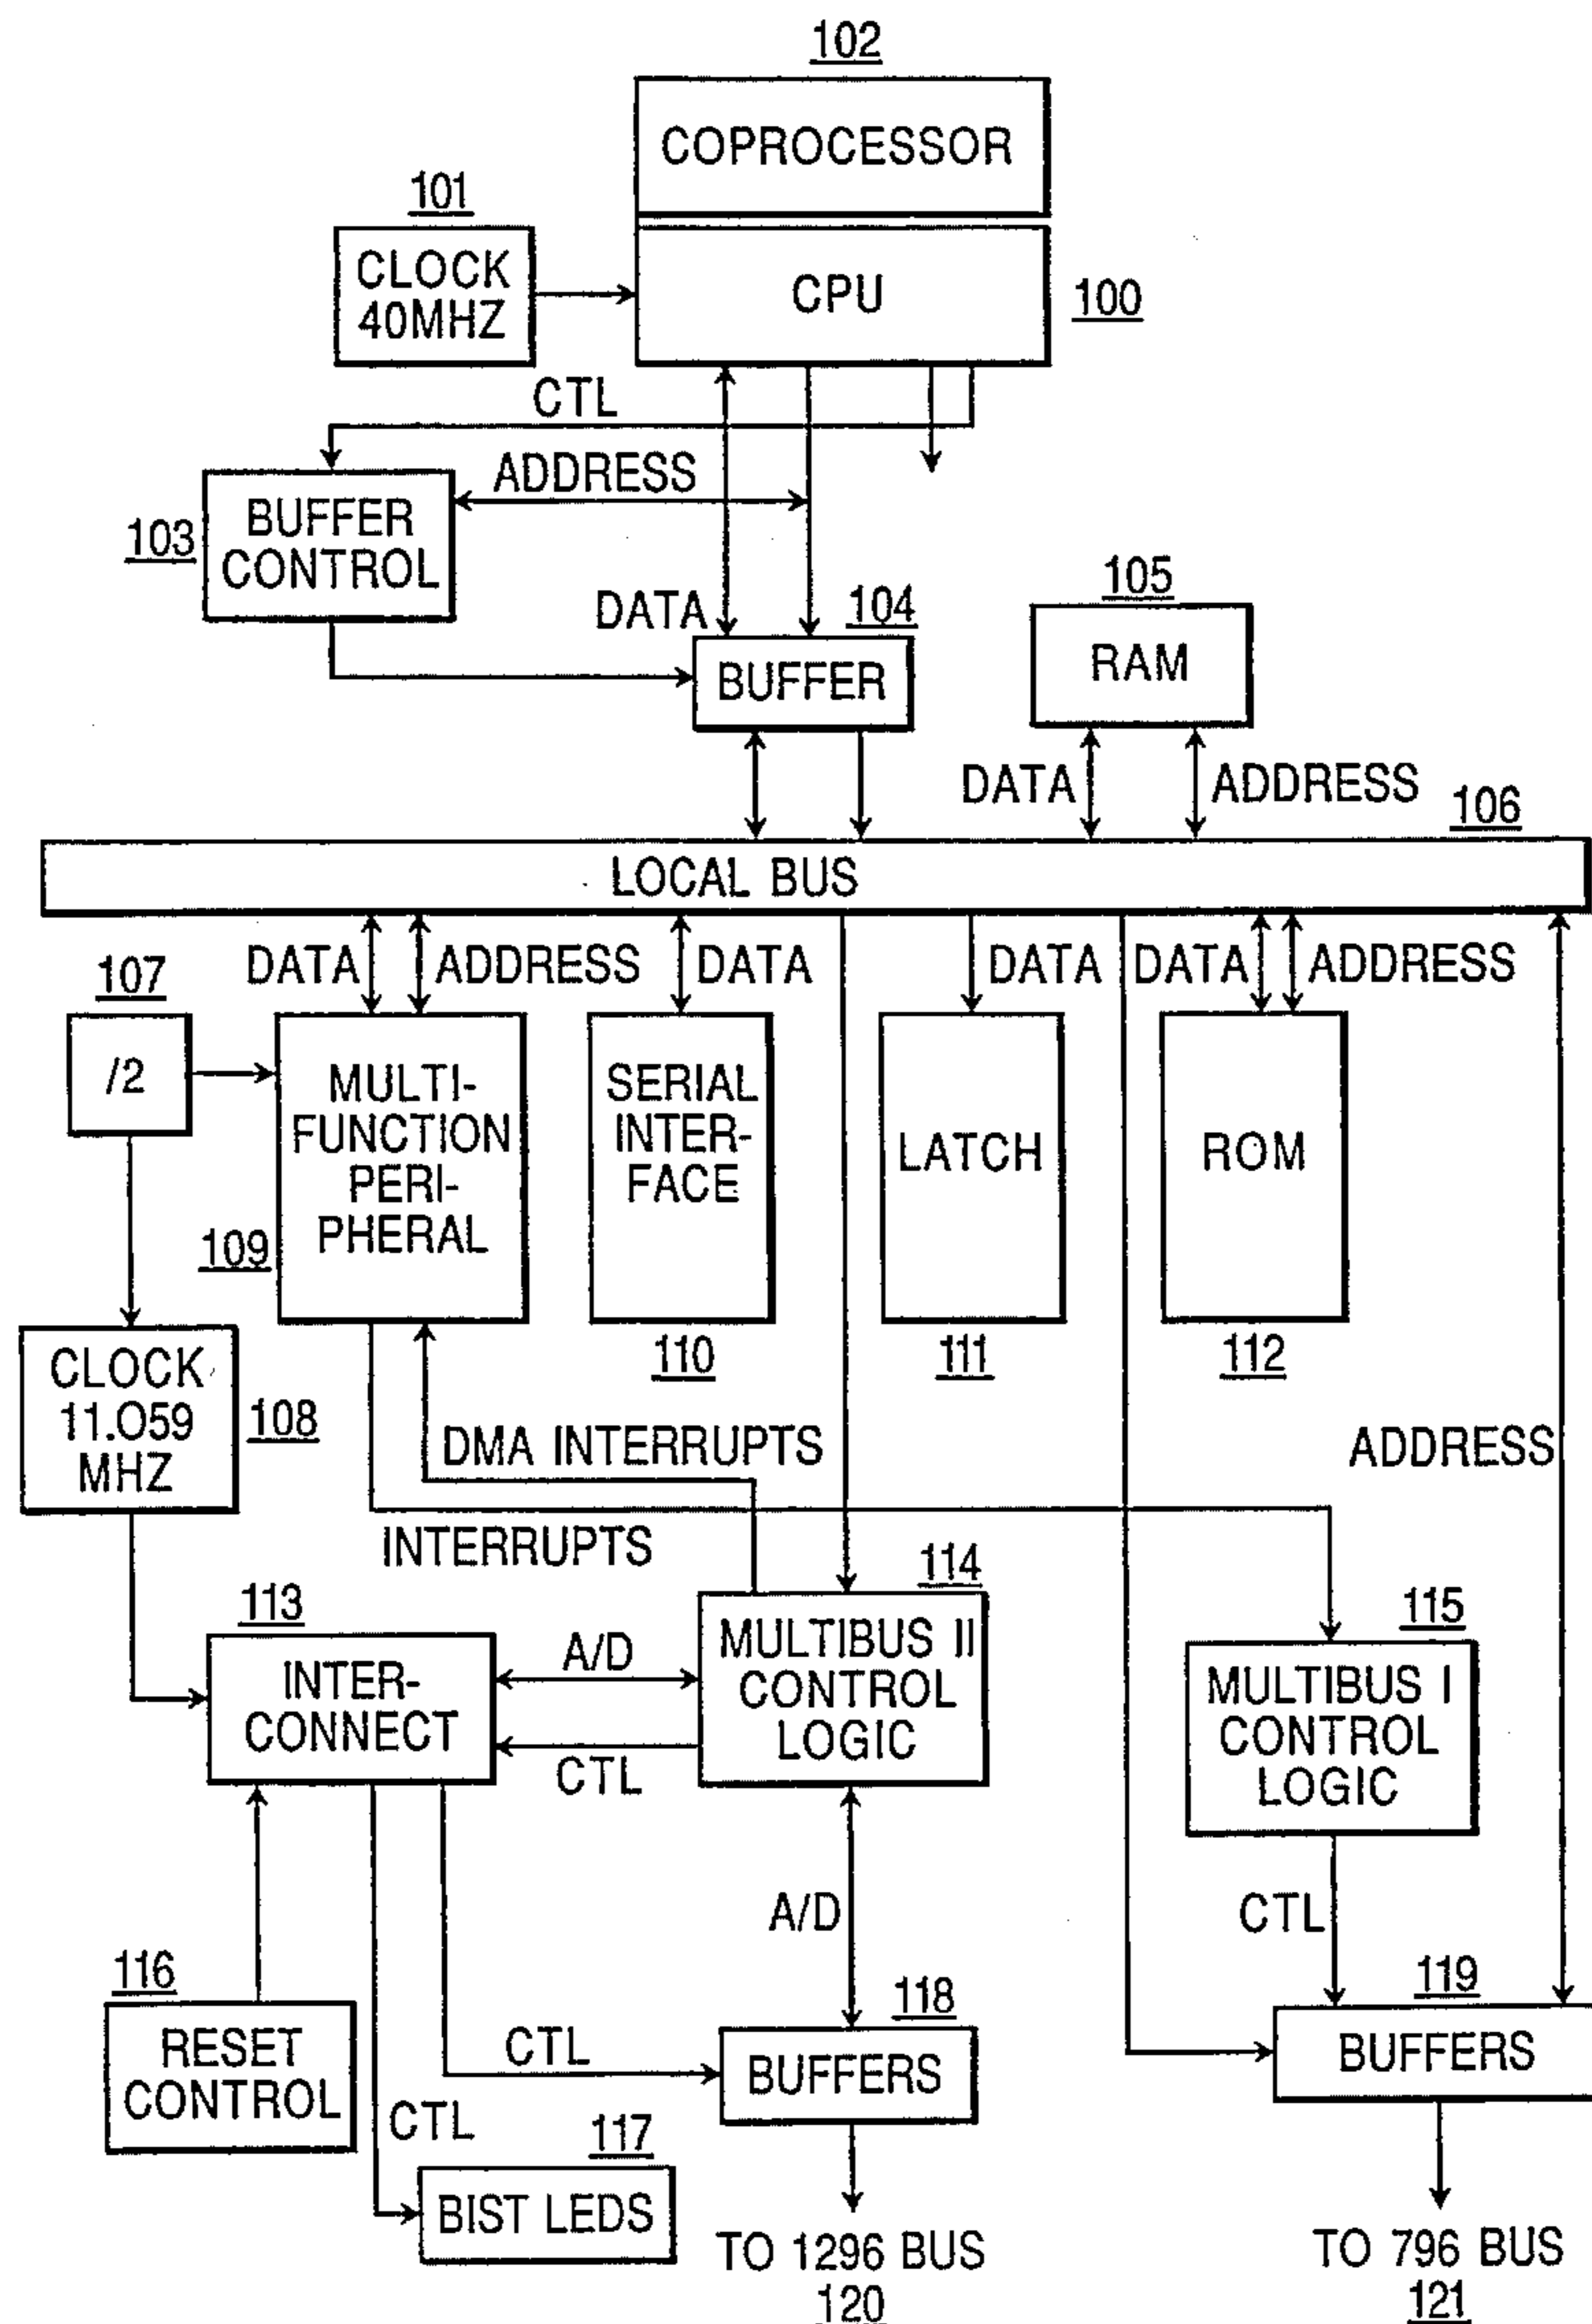 102
COPROCESSOR
101
CLOCK
40MHZ
CPU
100
CTL
ADDRESS
BUFFER
CONTROL
103
DATA
104
BUFFER
105
RAM
DATA
ADDRESS
106
LOCAL BUS
DATA
ADDRESS
DATA
DATA
DATA
ADDRESS
107
/2
MULTI-
FUNCTION
PERI-
PHERAL
109
SERIAL
INTER-
FACE
110
LATCH
111
ROM
112
CLOCK
11.059
MHZ
108
DMA INTERRUPTS
ADDRESS
INTERRUPTS
113
INTER-
CONNECT
A/D
CTL
114
MULTIBUS II
CONTROL
LOGIC
115
MULTIBUS I
CONTROL
LOGIC
A/D
CTL
116
RESET
CONTROL
CTL
CTL
118
BUFFERS
119
BUFFERS
117
BIST LEDS
TO 1296 BUS
120
TO 796 BUS
121